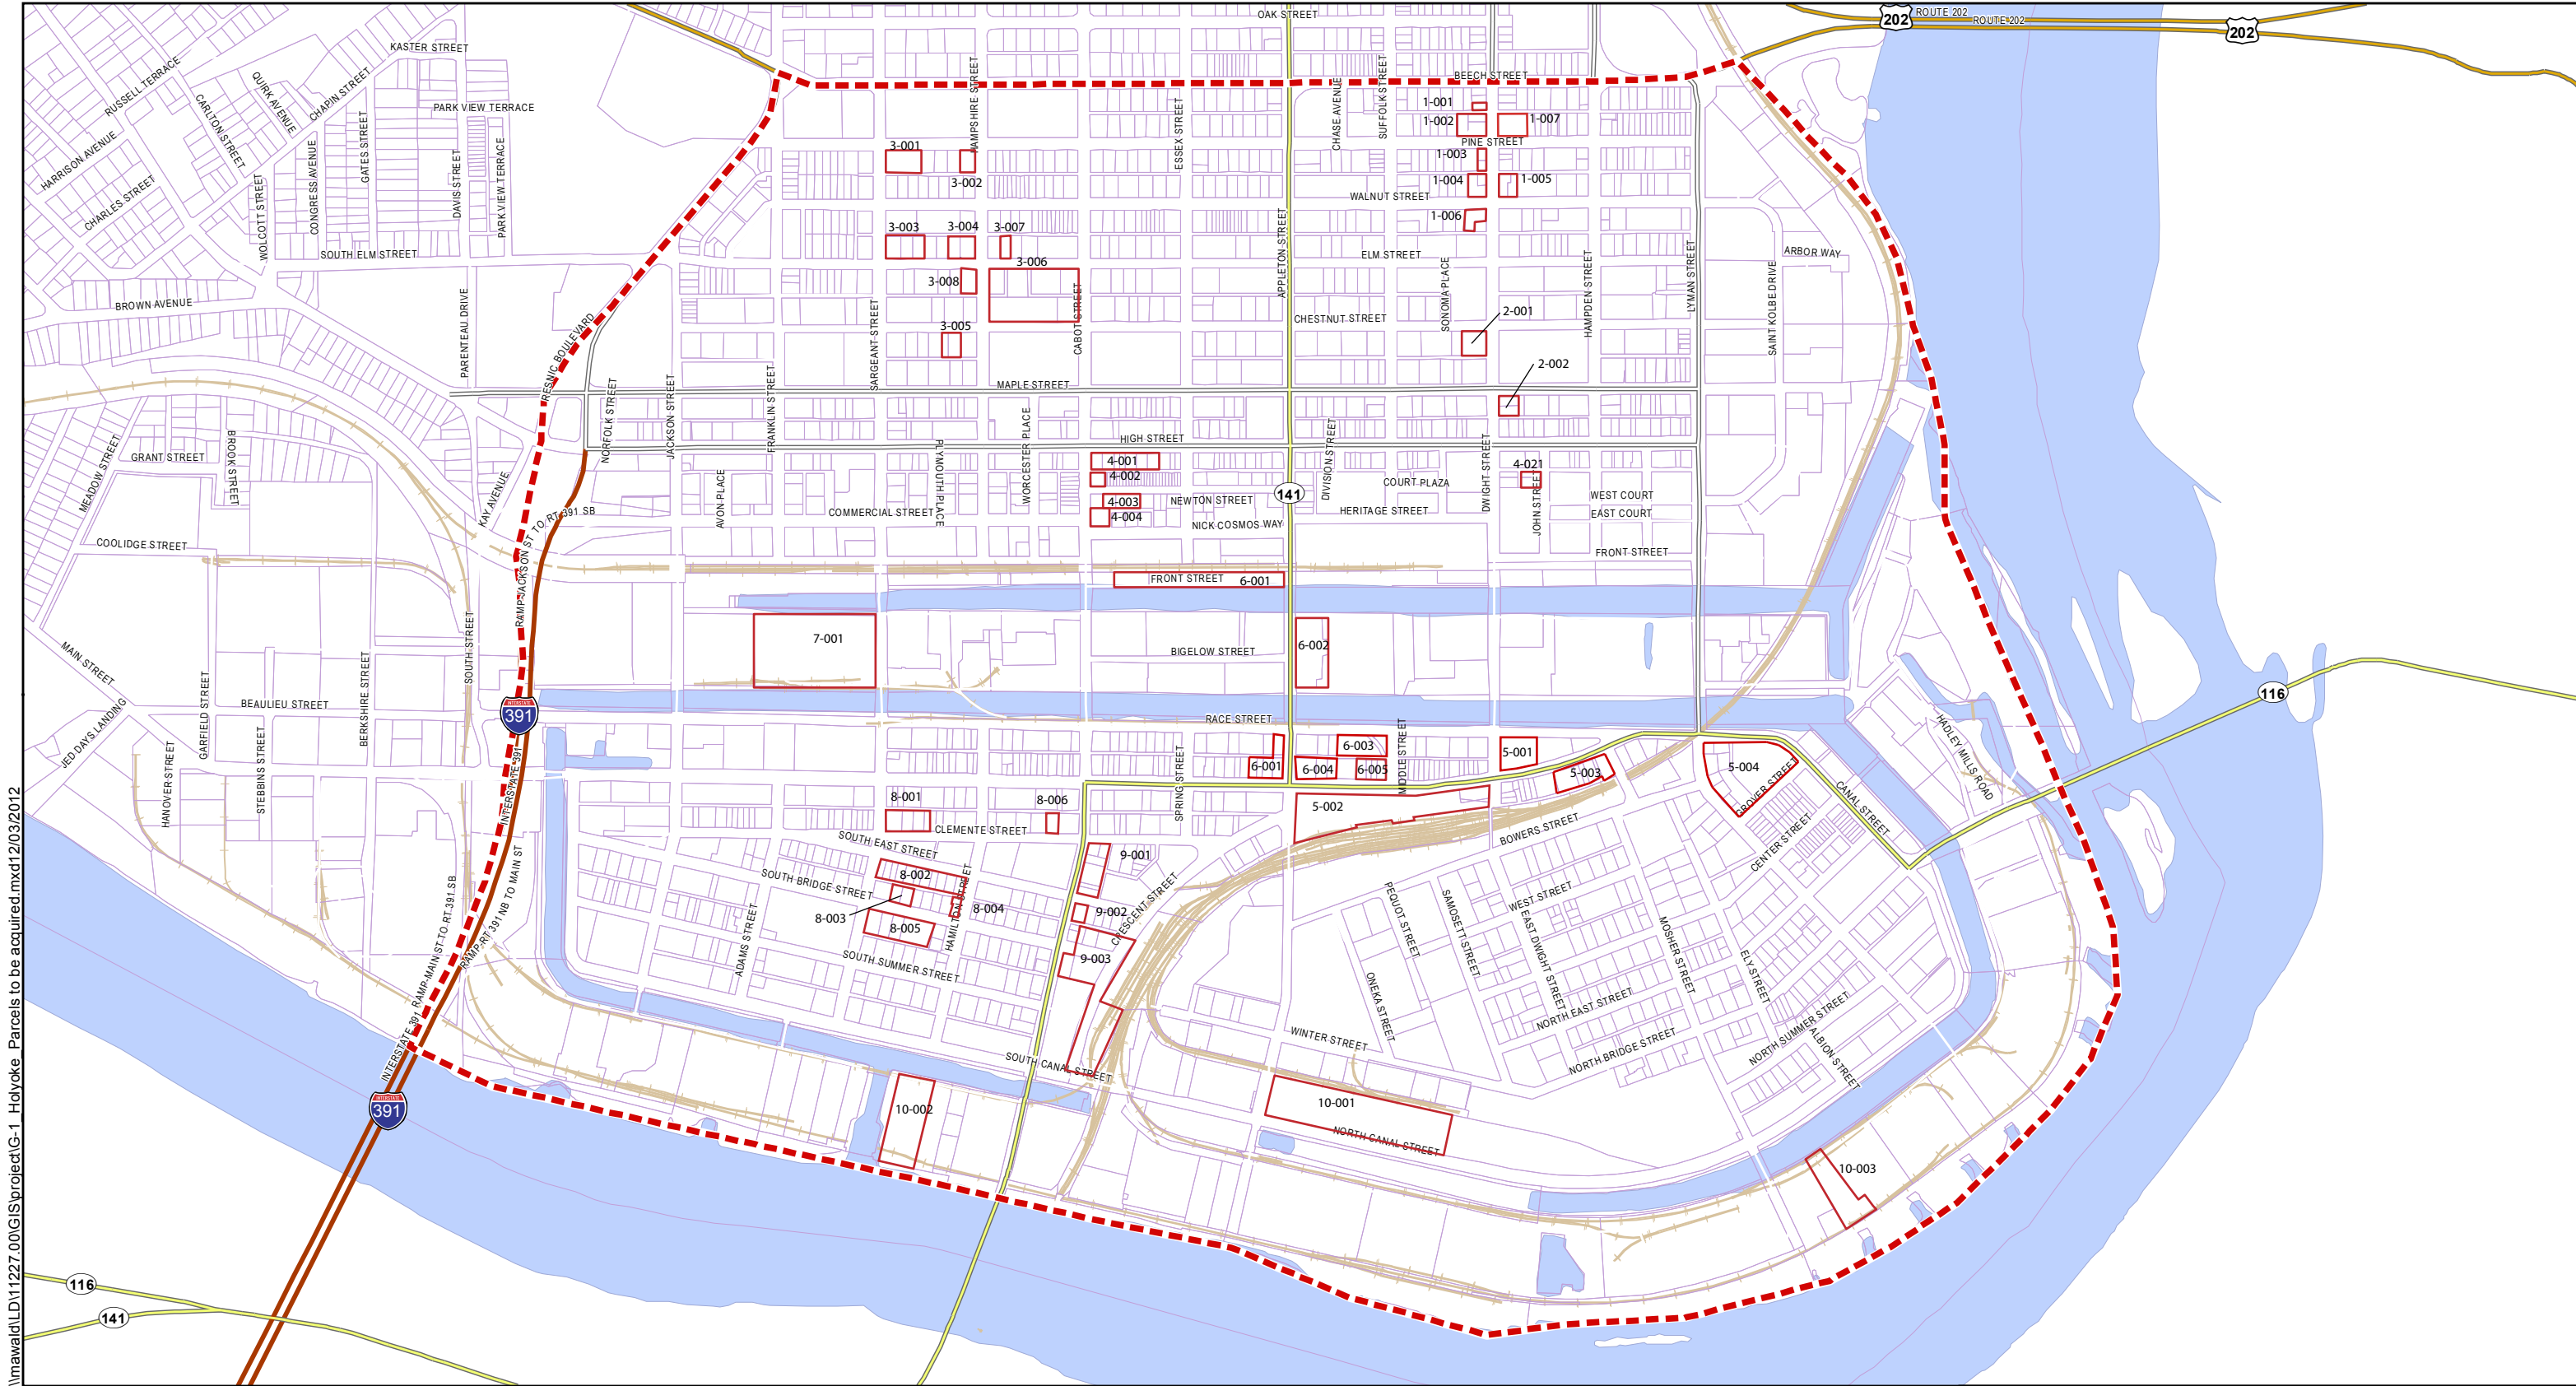 OAK STREET
202
ROUTE 202
ROUTE 202
202
KASTER STREET
RUSSELL TERRACE
QUIRK AVENUE
CHAPIN STREET
CARLTON STREET
PARK VIEW TERRACE
HAMPSHIRE STREET
BEECH STREET
HARRISON AVENUE
CHARLES STREET
WOLCOTT STREET
CONGRESS AVENUE
GATES STREET
DAVIS STREET
PARK VIEW TERRACE
ESSEX STREET
CHASE AVENUE
SUFFOLK STREET
1-001
1-002
1-007
PINE STREET
3-001
3-002
1-003
1-004
1-005
WALNUT STREET
1-006
3-003
3-004
3-007
APPLETON STREET
SOUTH ELM STREET
ELM STREET
LYMAN STREET
ARBOR WAY
3-006
3-008
SONOMA PLACE
HAMPDEN STREET
SAINT KOLBE DRIVE
BROWN AVENUE
PARENTEAU DRIVE
RESNIC BOULEVARD
SARGEANT STREET
CABOT STREET
CHESTNUT STREET
2-001
3-005
2-002
MAPLE STREET
NORFOLK STREET
JACKSON STREET
FRANKLIN STREET
WORCESTER PLACE
HIGH STREET
DIVISION STREET
DWIGHT STREET
MEADOW STREET
GRANT STREET
BROOK STREET
KAY AVENUE
AVON PLACE
PLYMOUTH PLACE
4-001
4-002
4-003
4-004
4-021
141
COURT PLAZA
JOHN STREET
WEST COURT
EAST COURT
NEWTON STREET
HERITAGE STREET
COMMERCIAL STREET
NICK COSMOS WAY
FRONT STREET
RAMP-JACKSON ST TO RT 391 SB
COOLIDGE STREET
FRONT STREET
6-001
7-001
6-002
BIGELOW STREET
MAIN STREET
GARFIELD STREET
BERKSHIRE STREET
SOUTH STREET
BEAULIEU STREET
JED DAYS LANDING
INTERSTATE
391
RACE STREET
116
HANOVER STREET
STEBBINS STREET
INTERSTATE 391
SPRING STREET
6-001
6-003
6-004
6-005
MIDDLE STREET
5-001
5-003
5-004
GROVER STREET
CANAL STREET
HADLEY MILLS ROAD
8-001
8-006
5-002
CLEMENTE STREET
SOUTH EAST STREET
BOWERS STREET
CENTER STREET
9-001
8-002
SOUTH BRIDGE STREET
8-003
8-004
8-005
HAMILTON STREET
9-002
CRESCENT STREET
9-003
PEQUOT STREET
SAMOSETT STREET
WEST STREET
EAST DWIGHT STREET
MOSHER STREET
ELY STREET
ADAMS STREET
SOUTH SUMMER STREET
ONEKA STREET
NORTH EAST STREET
NORTH SUMMER STREET
ALBION STREET
RAMP-MAIN ST TO RT 391 SB
RAMP-RT 391 NB TO MAIN ST
INTERSTATE 391
WINTER STREET
NORTH BRIDGE STREET
SOUTH CANAL STREET
INTERSTATE
391
10-002
10-001
NORTH CANAL STREET
10-003
116
141
\\mawald\LD\11227.00\GIS\project\G-1 Holyoke Parcels to be acquired.mxd12/03/2012